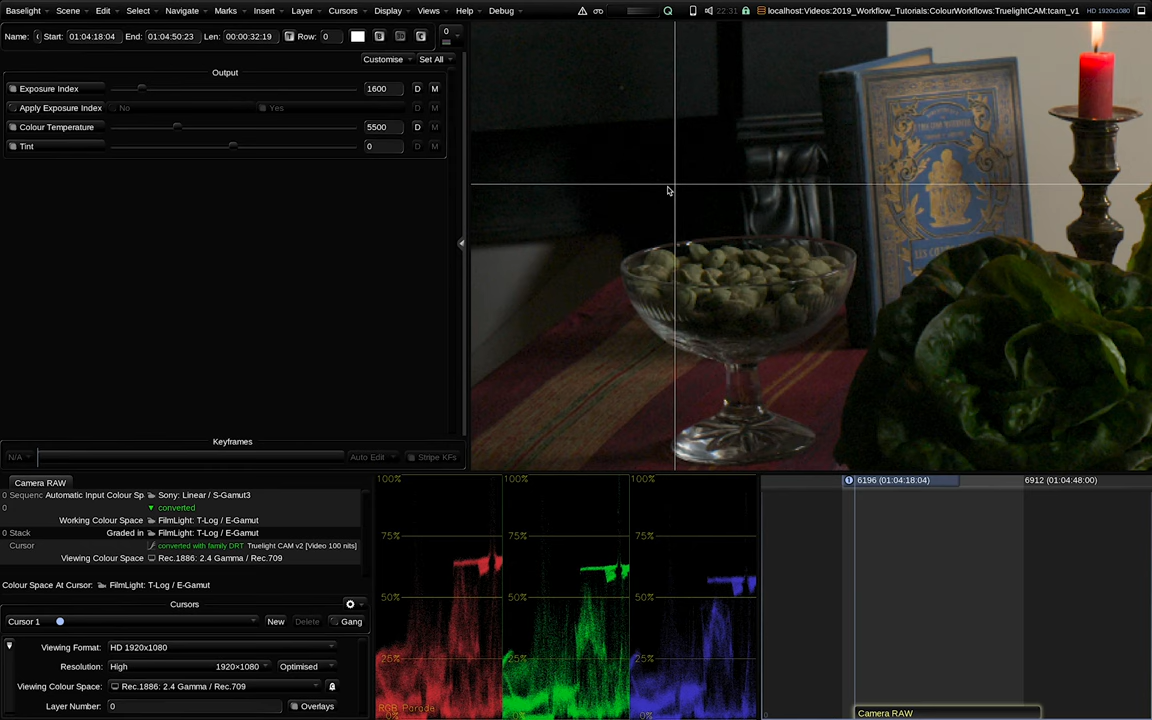 Baselight Scene Edit Select Navigate Marks Insert Layer Cursors Display Views Help Debug 22:31 localhost:Videos:2019_Workflow_Tutorials:ColourWorkflows:TruelightCAM:tcam_v1 HD 1920x1080
Name: Start: 01:04:18:04 End: 01:04:50:23 Len: 00:00:32:19 T Row: 0 B C 0
Customise Set All
Output
Exposure Index 1600 D M
Apply Exposure Index No Yes D M
Colour Temperature 5500 D M
Tint 0 D M
Keyframes
N/A Auto Edit Stripe KFs
Camera RAW
0 Sequenc Automatic Input Colour Sp Sony: Linear / S-Gamut3
0 converted
Working Colour Space FilmLight: T-Log / E-Gamut
0 Stack Graded in FilmLight: T-Log / E-Gamut
Cursor converted with family DRT Truelight CAM v2 [Video 100 nits]
Viewing Colour Space Rec.1886: 2.4 Gamma / Rec.709
Colour Space At Cursor: FilmLight: T-Log / E-Gamut
Cursors
Cursor 1 New Delete Gang
Viewing Format: HD 1920x1080
Resolution: High 1920×1080 Optimised
Viewing Colour Space: Rec.1886: 2.4 Gamma / Rec.709
Layer Number: 0 Overlays
100% 100% 100%
75% 75% 75%
50% 50% 50%
25% 25% 25%
RGB Parade
0% 0% 0%
1 6196 (01:04:18:04) 6912 (01:04:48:00)
0 Camera RAW